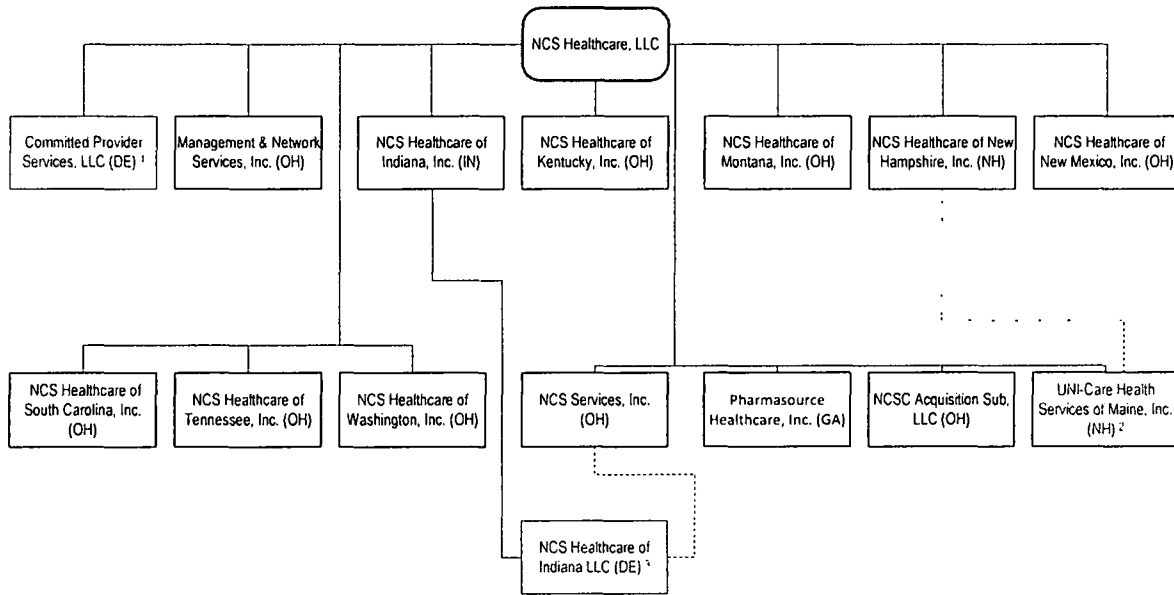 NCS Healthcare, LLC
Committed Provider
Services, LLC (DE) 1
Management & Network
Services, Inc. (OH)
NCS Healthcare of
Indiana, Inc. (IN)
NCS Healthcare of
Kentucky, Inc. (OH)
NCS Healthcare of
Montana, Inc. (OH)
NCS Healthcare of New
Hampshire, Inc. (NH)
NCS Healthcare of
New Mexico, Inc. (OH)
NCS Healthcare of
South Carolina, Inc.
(OH)
NCS Healthcare of
Tennessee, Inc. (OH)
NCS Healthcare of
Washington, Inc. (OH)
NCS Services, Inc.
(OH)
Pharmasource
Healthcare, Inc. (GA)
NCSC Acquisition Sub,
LLC (OH)
UNI-Care Health
Services of Maine, Inc.
(NH) 2
NCS Healthcare of
Indiana LLC (DE) 3